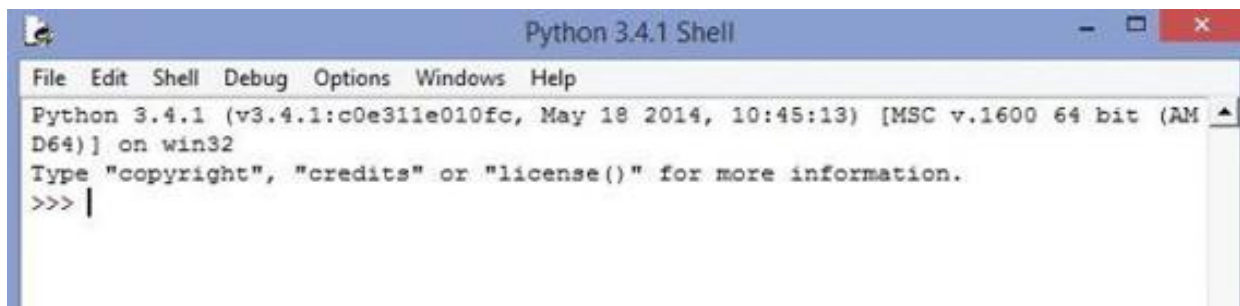 Python 3.4.1 Shell
File Edit Shell Debug Options Windows Help
Python 3.4.1 (v3.4.1:c0e311e010fc, May 18 2014, 10:45:13) [MSC v.1600 64 bit (AM
D64)] on win32
Type "copyright", "credits" or "license()" for more information.
>>>